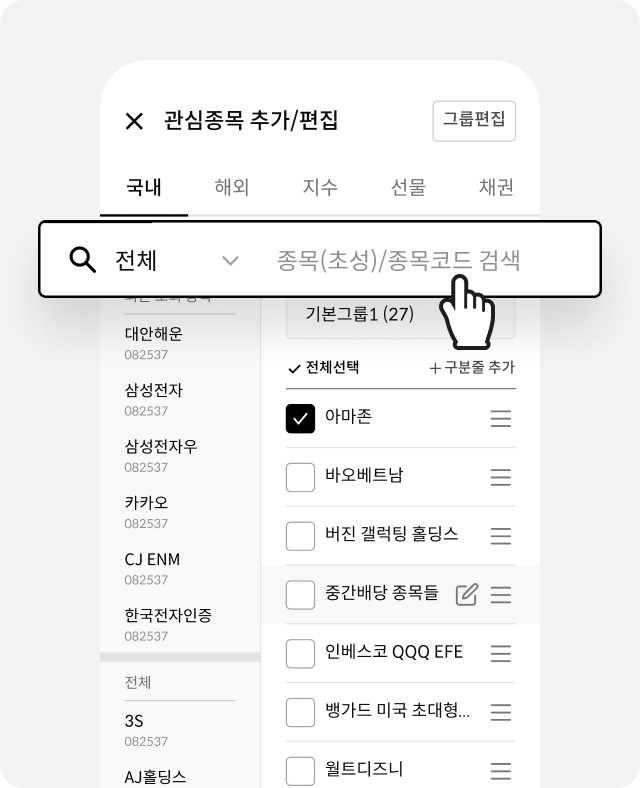 관심종목 추가/편집
그룹편집
국내 해외 지수 선물 채권
전체
종목(초성)/종목코드 검색
대안해운
082537
삼성전자
082537
삼성전자우
082537
카카오
082537
CJ ENM
082537
한국전자인증
082537
전체
3S
082537
AJ홀딩스
기본그룹1 (27)
전체선택
+구분줄 추가
아마존
바오베트남
버진 갤럭팅 홀딩스
중간배당 종목들
인베스코 QQQ EFE
뱅가드 미국 초대형...
월트디즈니